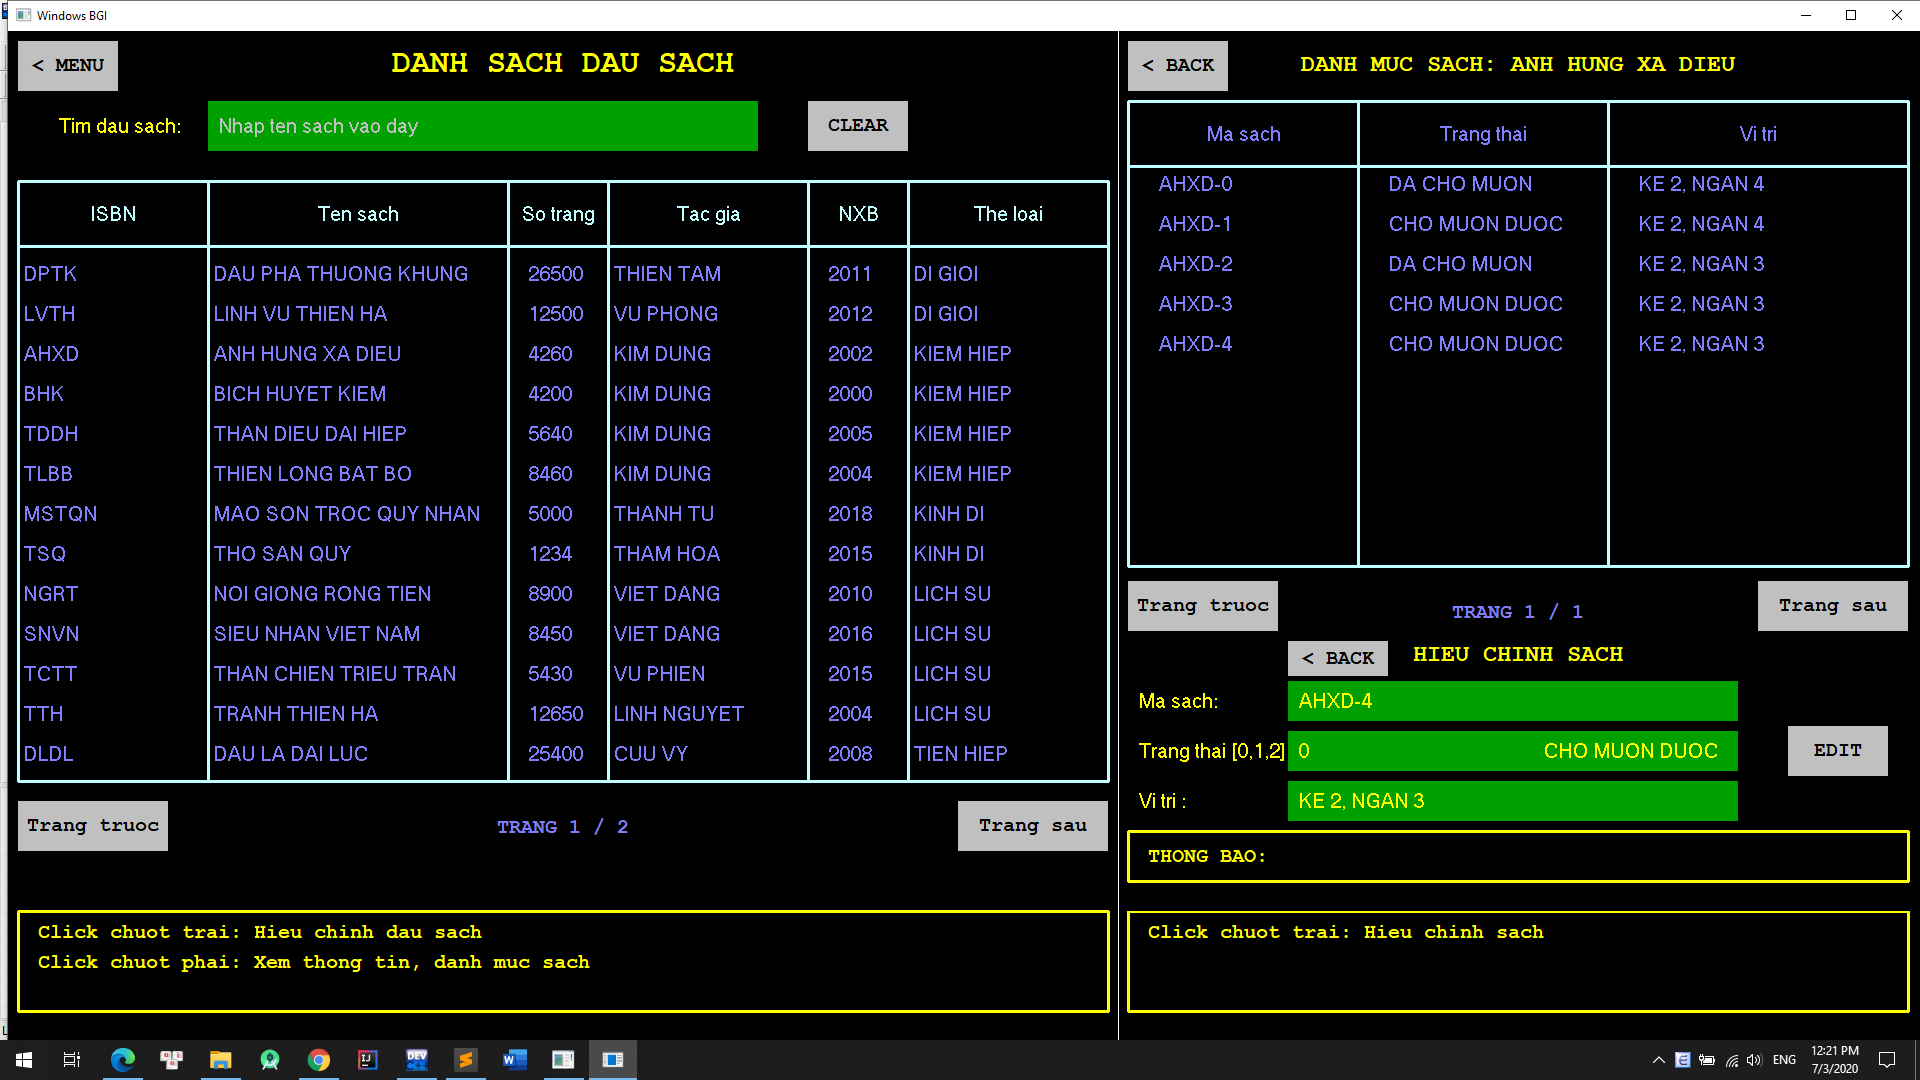 Windows BGI
< MENU
DANH SACH DAU SACH
Tim dau sach:
Nhap ten sach vao day
CLEAR
ISBN Ten sach So trang Tac gia NXB The loai
DPTK DAU PHA THUONG KHUNG 26500 THIEN TAM 2011 DI GIOI
LVTH LINH VU THIEN HA 12500 VU PHONG 2012 DI GIOI
AHXD ANH HUNG XA DIEU 4260 KIM DUNG 2002 KIEM HIEP
BHK BICH HUYET KIEM 4200 KIM DUNG 2000 KIEM HIEP
TDDH THAN DIEU DAI HIEP 5640 KIM DUNG 2005 KIEM HIEP
TLBB THIEN LONG BAT BO 8460 KIM DUNG 2004 KIEM HIEP
MSTQN MAO SON TROC QUY NHAN 5000 THANH TU 2018 KINH DI
TSQ THO SAN QUY 1234 THAM HOA 2015 KINH DI
NGRT NOI GIONG RONG TIEN 8900 VIET DANG 2010 LICH SU
SNVN SIEU NHAN VIET NAM 8450 VIET DANG 2016 LICH SU
TCTT THAN CHIEN TRIEU TRAN 5430 VU PHIEN 2015 LICH SU
TTH TRANH THIEN HA 12650 LINH NGUYET 2004 LICH SU
DLDL DAU LA DAI LUC 25400 CUU VY 2008 TIEN HIEP
Trang truoc
TRANG 1 / 2
Trang sau
Click chuot trai: Hieu chinh dau sach
Click chuot phai: Xem thong tin, danh muc sach
< BACK
DANH MUC SACH: ANH HUNG XA DIEU
Ma sach Trang thai Vi tri
AHXD-0 DA CHO MUON KE 2, NGAN 4
AHXD-1 CHO MUON DUOC KE 2, NGAN 4
AHXD-2 DA CHO MUON KE 2, NGAN 3
AHXD-3 CHO MUON DUOC KE 2, NGAN 3
AHXD-4 CHO MUON DUOC KE 2, NGAN 3
Trang truoc
TRANG 1 / 1
Trang sau
< BACK
HIEU CHINH SACH
Ma sach: AHXD-4
Trang thai [0,1,2] 0 CHO MUON DUOC
EDIT
Vi tri : KE 2, NGAN 3
THONG BAO:
Click chuot trai: Hieu chinh sach
ENG
12:21 PM
7/3/2020